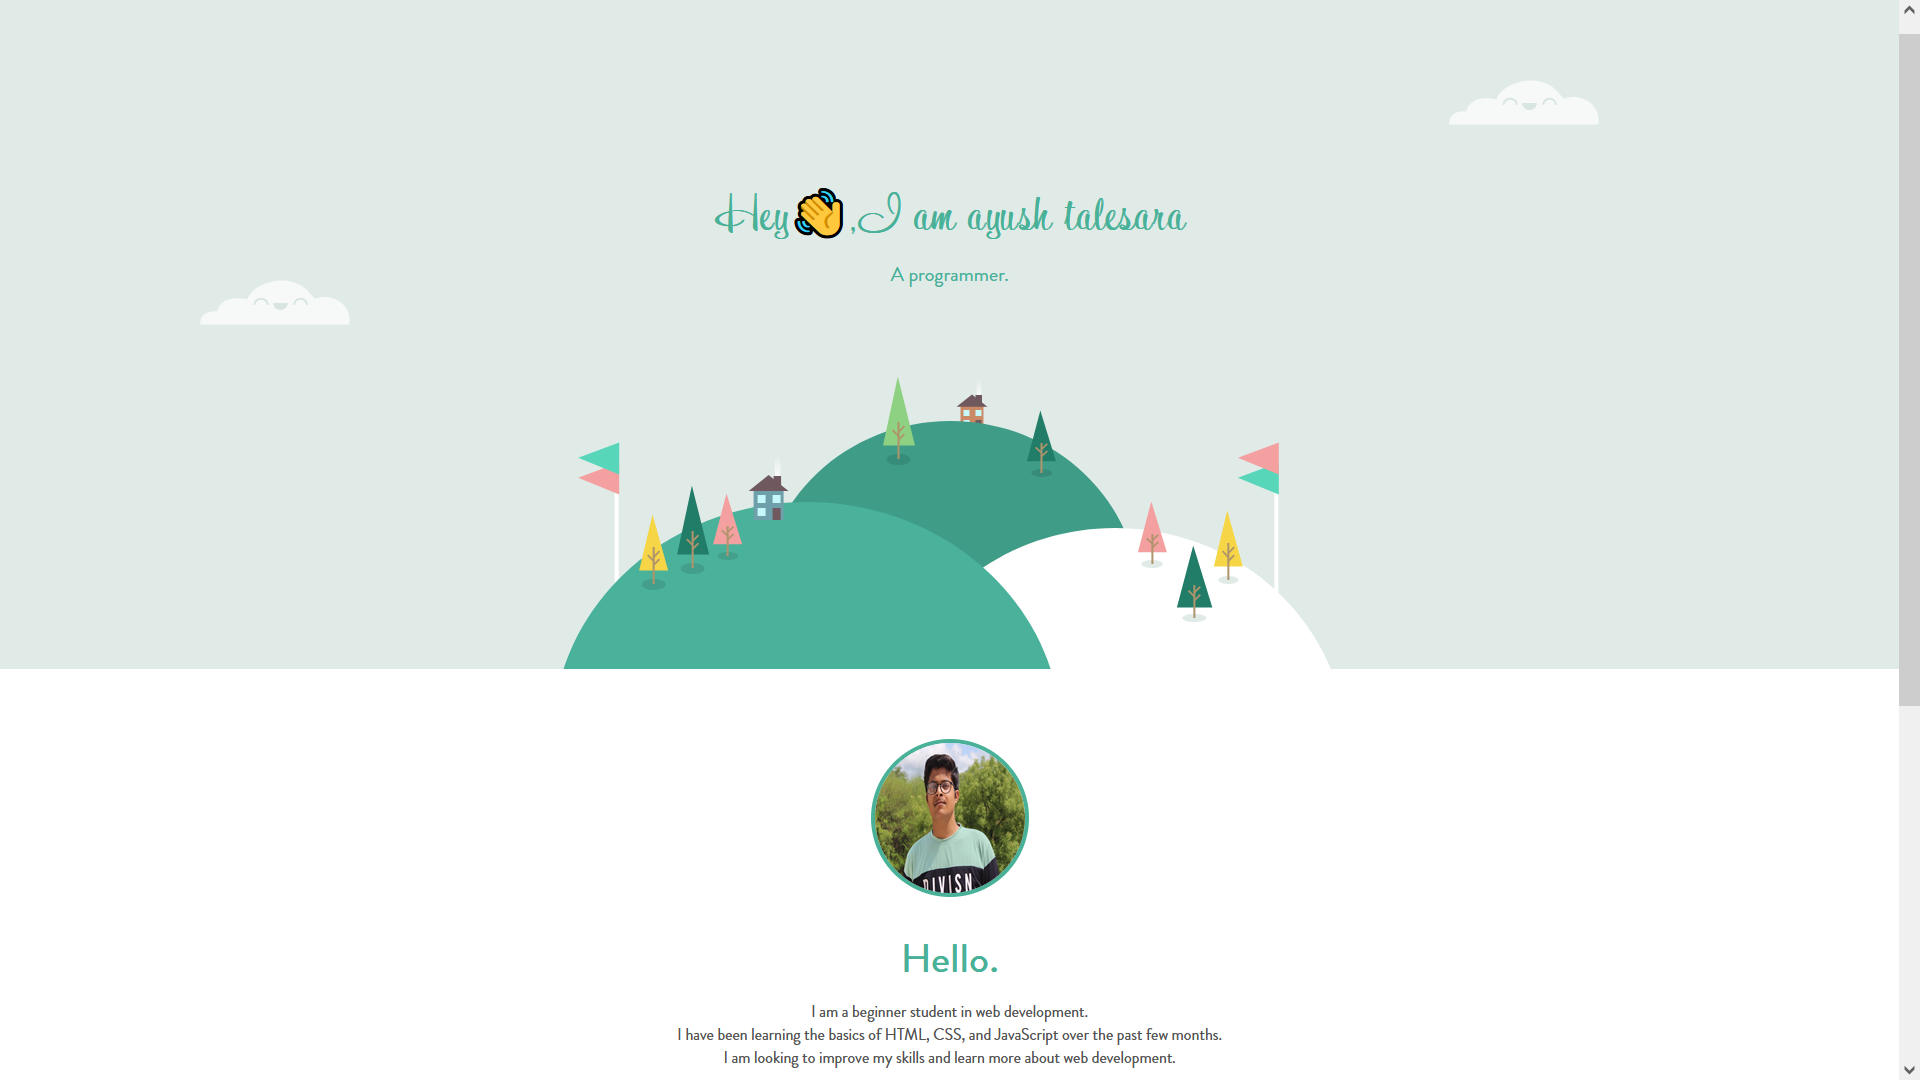 Hey👋,I am ayush talesara
A programmer.
DIVISN
Hello.
I am a beginner student in web development.
I have been learning the basics of HTML, CSS, and JavaScript over the past few months.
I am looking to improve my skills and learn more about web development.